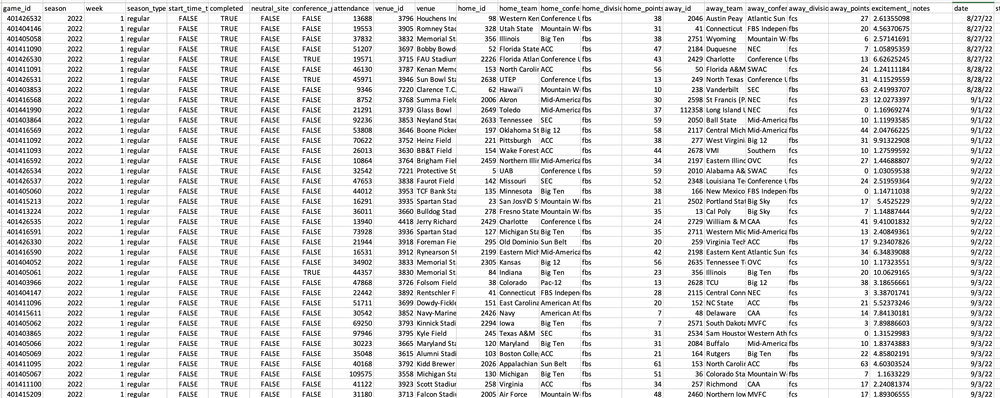 game_id season week season_type start_time_t completed neutral_site conference_g attendance venue_id venue home_id home_team home_confe home_divisic home_points away_id away_team away_confer away_divisio away_points excitement_ notes date st
401426532 2022 1 regular FALSE TRUE FALSE FALSE 13688 3796 Houchens Ind 98 Western Ken Conference U fbs 38 2046 Austin Peay Atlantic Sun fcs 27 2.61355098 8/27/22
401404146 2022 1 regular FALSE TRUE FALSE FALSE 19553 3905 Romney Stad 328 Utah State Mountain W fbs 31 41 Connecticut FBS Indepen fbs 20 4.56370675 8/27/22
401405058 2022 1 regular FALSE TRUE FALSE FALSE 37832 3832 Memorial St 356 Illinois Big Ten fbs 38 2751 Wyoming Mountain W fbs 6 2.57141691 8/27/22
401411090 2022 1 regular FALSE TRUE FALSE FALSE 51207 3697 Bobby Bowd 52 Florida State ACC fbs 47 2184 Duquesne NEC fcs 7 1.05895359 8/27/22
401426530 2022 1 regular FALSE TRUE FALSE TRUE 19571 3715 FAU Stadium 2226 Florida Atlan Conference U fbs 43 2429 Charlotte Conference U fbs 13 6.62625245 8/27/22
401411091 2022 1 regular FALSE TRUE FALSE FALSE 46130 3787 Kenan Memo 153 North Carolin ACC fbs 56 50 Florida A&M SWAC fcs 24 1.24111184 8/28/22
401426531 2022 1 regular FALSE TRUE FALSE TRUE 45971 3946 Sun Bowl Sta 2638 UTEP Conference U fbs 13 249 North Texas Conference U fbs 31 4.11529559 8/28/22
401403853 2022 1 regular FALSE TRUE FALSE FALSE 9346 7220 Clarence T.C. 62 Hawai'i Mountain W fbs 10 238 Vanderbilt SEC fbs 63 2.41993707 8/28/22
401416568 2022 1 regular FALSE TRUE FALSE FALSE 8752 3768 Summa Field 2006 Akron Mid-America fbs 30 2598 St Francis (P NEC fcs 23 12.0273397 9/1/22
401441990 2022 1 regular FALSE TRUE FALSE FALSE 21291 3739 Glass Bowl 2649 Toledo Mid-America fbs 37 112358 Long Island U NEC fcs 0 1.16969274 9/1/22
401403864 2022 1 regular FALSE TRUE FALSE FALSE 92236 3853 Neyland Stad 2633 Tennessee SEC fbs 59 2050 Ball State Mid-America fbs 10 1.11993585 9/1/22
401416569 2022 1 regular FALSE TRUE FALSE FALSE 53808 3646 Boone Picker 197 Oklahoma St Big 12 fbs 58 2117 Central Mich Mid-America fbs 44 2.04766225 9/1/22
401411092 2022 1 regular FALSE TRUE FALSE FALSE 70622 3752 Heinz Field 221 Pittsburgh ACC fbs 38 277 West Virgini Big 12 fbs 31 9.91322908 9/1/22
401411093 2022 1 regular FALSE TRUE FALSE FALSE 26013 3630 BB&T Field 154 Wake Forest ACC fbs 44 2678 VMI Southern fcs 10 1.27599592 9/1/22
401416592 2022 1 regular FALSE TRUE FALSE FALSE 10864 3764 Brigham Fiel 2459 Northern Illir Mid-America fbs 34 2197 Eastern Illinc OVC fcs 27 1.44688807 9/2/22
401426534 2022 1 regular FALSE TRUE FALSE FALSE 32542 7221 Protective St 5 UAB Conference U fbs 59 2010 Alabama A& SWAC fcs 0 1.03059538 9/2/22
401426537 2022 1 regular FALSE TRUE FALSE FALSE 47653 3838 Faurot Field 142 Missouri SEC fbs 52 2348 Louisiana Te Conference U fbs 24 2.51959364 9/2/22
401405060 2022 1 regular FALSE TRUE FALSE FALSE 44012 3953 TCF Bank Sta 135 Minnesota Big Ten fbs 38 166 New Mexico FBS Indepen fbs 0 1.14711038 9/2/22
401415213 2022 1 regular FALSE TRUE FALSE FALSE 16291 3935 Spartan Stad 23 San Jos√© S Mountain W fbs 21 2502 Portland Stat Big Sky fcs 17 5.4525229 9/2/22
401413224 2022 1 regular FALSE TRUE FALSE FALSE 36011 3660 Bulldog Stad 278 Fresno State Mountain W fbs 35 13 Cal Poly Big Sky fcs 7 1.14887444 9/2/22
401426535 2022 1 regular FALSE TRUE FALSE FALSE 13940 4418 Jerry Richard 2429 Charlotte Conference U fbs 24 2729 William & M CAA fcs 41 9.41001832 9/2/22
401416591 2022 1 regular FALSE TRUE FALSE FALSE 73928 3936 Spartan Stad 127 Michigan Sta Big Ten fbs 35 2711 Western Mic Mid-America fbs 13 2.40849361 9/2/22
401426330 2022 1 regular FALSE TRUE FALSE FALSE 21944 3918 Foreman Fie 295 Old Dominio Sun Belt fbs 20 259 Virginia Tech ACC fbs 17 9.23407826 9/2/22
401416590 2022 1 regular FALSE TRUE FALSE FALSE 16531 3912 Rynearson St 2199 Eastern Mich Mid-America fbs 42 2198 Eastern Kent Atlantic Sun fcs 34 6.34839088 9/2/22
401404052 2022 1 regular FALSE TRUE FALSE FALSE 34902 3833 Memorial St 2305 Kansas Big 12 fbs 56 2635 Tennessee T OVC fcs 10 1.17323551 9/3/22
401405061 2022 1 regular FALSE TRUE FALSE TRUE 44357 3830 Memorial St 84 Indiana Big Ten fbs 23 356 Illinois Big Ten fbs 20 10.0629165 9/3/22
401403966 2022 1 regular FALSE TRUE FALSE FALSE 47868 3726 Folsom Field 38 Colorado Pac-12 fbs 13 2628 TCU Big 12 fbs 38 3.18656661 9/3/22
401404147 2022 1 regular FALSE TRUE FALSE FALSE 22442 3892 Rentschler F 41 Connecticut FBS Indepen fbs 28 2115 Central Conn NEC fcs 3 3.38701741 9/3/22
401411096 2022 1 regular FALSE TRUE FALSE FALSE 51711 3699 Dowdy-Fickle 151 East Carolina American At fbs 20 152 NC State ACC fbs 21 5.52373246 9/3/22
401415611 2022 1 regular FALSE TRUE FALSE FALSE 30542 3852 Navy-Marine 2426 Navy American At fbs 7 48 Delaware CAA fcs 14 7.84130181 9/3/22
401405062 2022 1 regular FALSE TRUE FALSE FALSE 69250 3793 Kinnick Stadi 2294 Iowa Big Ten fbs 7 2571 South Dakota MVFC fcs 3 7.89886603 9/3/22
401403865 2022 1 regular FALSE TRUE FALSE FALSE 97946 3795 Kyle Field 245 Texas A&M SEC fbs 31 2534 Sam Houston Western Ath fcs 0 1.31529983 9/3/22
401405066 2022 1 regular FALSE TRUE FALSE FALSE 30223 3665 Maryland Sta 120 Maryland Big Ten fbs 31 2084 Buffalo Mid-America fbs 10 1.83743883 9/3/22
401405069 2022 1 regular FALSE TRUE FALSE FALSE 35048 3615 Alumni Stadi 103 Boston Colle ACC fbs 21 164 Rutgers Big Ten fbs 22 4.85802191 9/3/22
401411095 2022 1 regular FALSE TRUE FALSE FALSE 40168 3792 Kidd Brewer 2026 Appalachian Sun Belt fbs 61 153 North Carolin ACC fbs 63 4.60303524 9/3/22
401405067 2022 1 regular FALSE TRUE FALSE FALSE 109575 3558 Michigan Sta 130 Michigan Big Ten fbs 51 36 Colorado Sta Mountain W fbs 7 1.1633229 9/3/22
401411100 2022 1 regular FALSE TRUE FALSE FALSE 41122 3923 Scott Stadiur 258 Virginia ACC fbs 34 257 Richmond CAA fcs 17 2.24081374 9/3/22
401415209 2022 1 regular FALSE TRUE FALSE FALSE 31180 3713 Falcon Stadi 2005 Air Force Mountain W fbs 48 2460 Northern Iow MVFC fcs 17 1.89306555 9/3/22